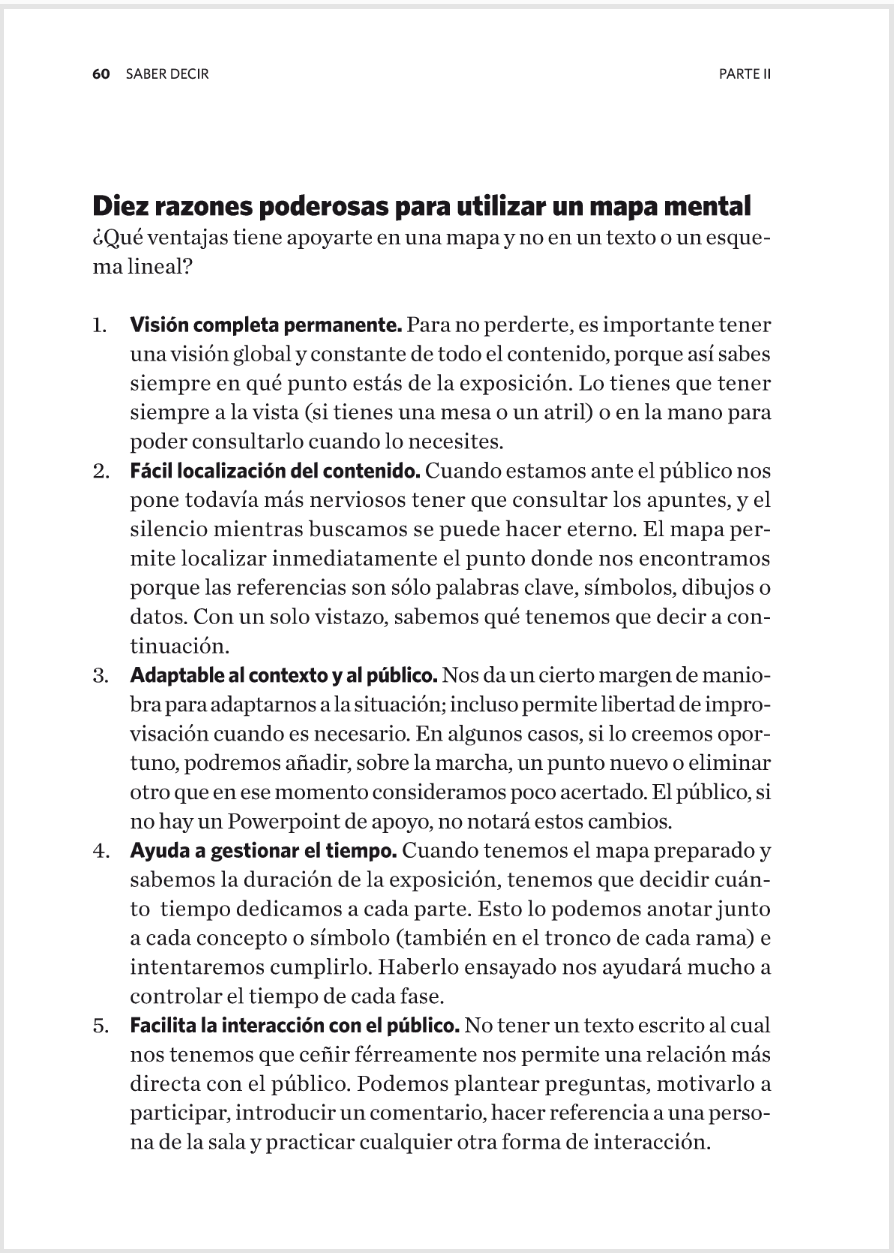 60 SABER DECIR PARTE II
Diez razones poderosas para utilizar un mapa mental
¿Qué ventajas tiene apoyarte en una mapa y no en un texto o un esque-
ma lineal?
1. Visión completa permanente. Para no perderte, es importante tener
una visión global y constante de todo el contenido, porque así sabes
siempre en qué punto estás de la exposición. Lo tienes que tener
siempre a la vista (si tienes una mesa o un atril) o en la mano para
poder consultarlo cuando lo necesites.
2. Fácil localización del contenido. Cuando estamos ante el público nos
pone todavía más nerviosos tener que consultar los apuntes, y el
silencio mientras buscamos se puede hacer eterno. El mapa per-
mite localizar inmediatamente el punto donde nos encontramos
porque las referencias son sólo palabras clave, símbolos, dibujos o
datos. Con un solo vistazo, sabemos qué tenemos que decir a con-
tinuación.
3. Adaptable al contexto y al público. Nos da un cierto margen de manio-
bra para adaptarnos a la situación; incluso permite libertad de impro-
visación cuando es necesario. En algunos casos, si lo creemos opor-
tuno, podremos añadir, sobre la marcha, un punto nuevo o eliminar
otro que en ese momento consideramos poco acertado. El público, si
no hay un Powerpoint de apoyo, no notará estos cambios.
4. Ayuda a gestionar el tiempo. Cuando tenemos el mapa preparado y
sabemos la duración de la exposición, tenemos que decidir cuán-
to tiempo dedicamos a cada parte. Esto lo podemos anotar junto
a cada concepto o símbolo (también en el tronco de cada rama) e
intentaremos cumplirlo. Haberlo ensayado nos ayudará mucho a
controlar el tiempo de cada fase.
5. Facilita la interacción con el público. No tener un texto escrito al cual
nos tenemos que ceñir férreamente nos permite una relación más
directa con el público. Podemos plantear preguntas, motivarlo a
participar, introducir un comentario, hacer referencia a una perso-
na de la sala y practicar cualquier otra forma de interacción.